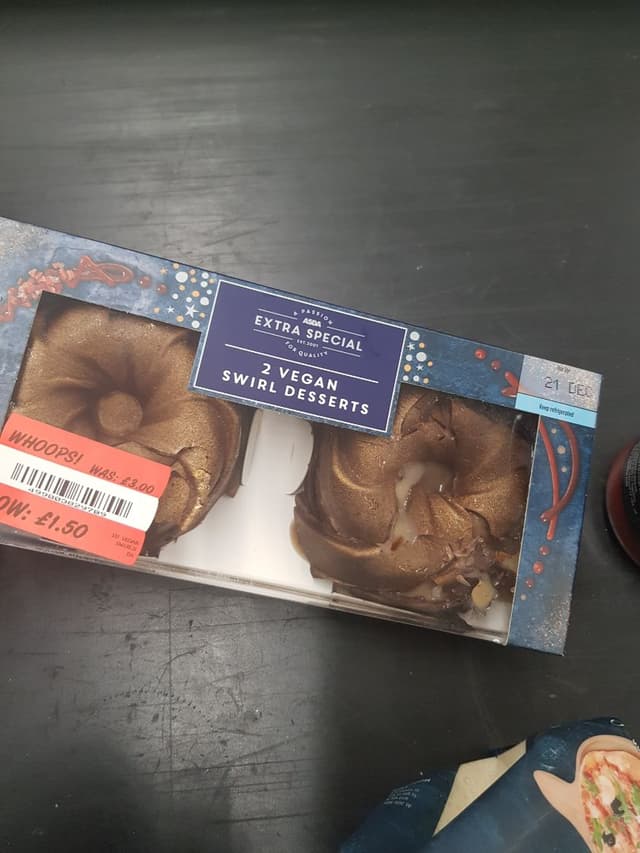 A PASSION
ASDA
EXTRA SPECIAL
EST. 2001
FOR QUALITY
2 VEGAN
SWIRL DESSERTS
21 DEC
Keep refrigerated
WHOOPS!
WAS: £3.00
OW: £1.50